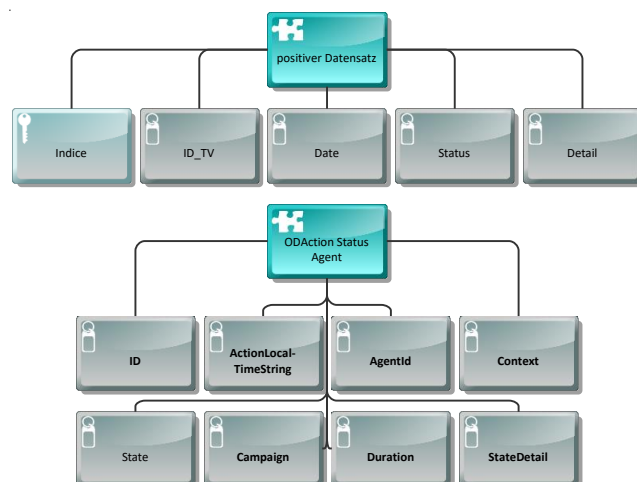 .
positiver Datensatz
Indice
ID_TV
Date
Status
Detail
ODAction Status
Agent
ID
ActionLocal-
TimeString
AgentId
Context
State
Campaign
Duration
StateDetail